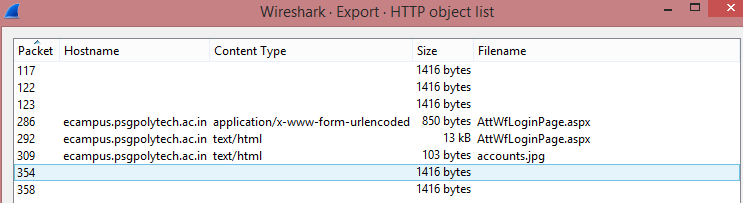 Wireshark · Export · HTTP object list
Packet Hostname Content Type Size Filename
117 1416 bytes
122 1416 bytes
123 1416 bytes
286 ecampus.psgpolytech.ac.in application/x-www-form-urlencoded 850 bytes AttWfLoginPage.aspx
292 ecampus.psgpolytech.ac.in text/html 13 kB AttWfLoginPage.aspx
309 ecampus.psgpolytech.ac.in text/html 103 bytes accounts.jpg
354 1416 bytes
358 1416 bytes